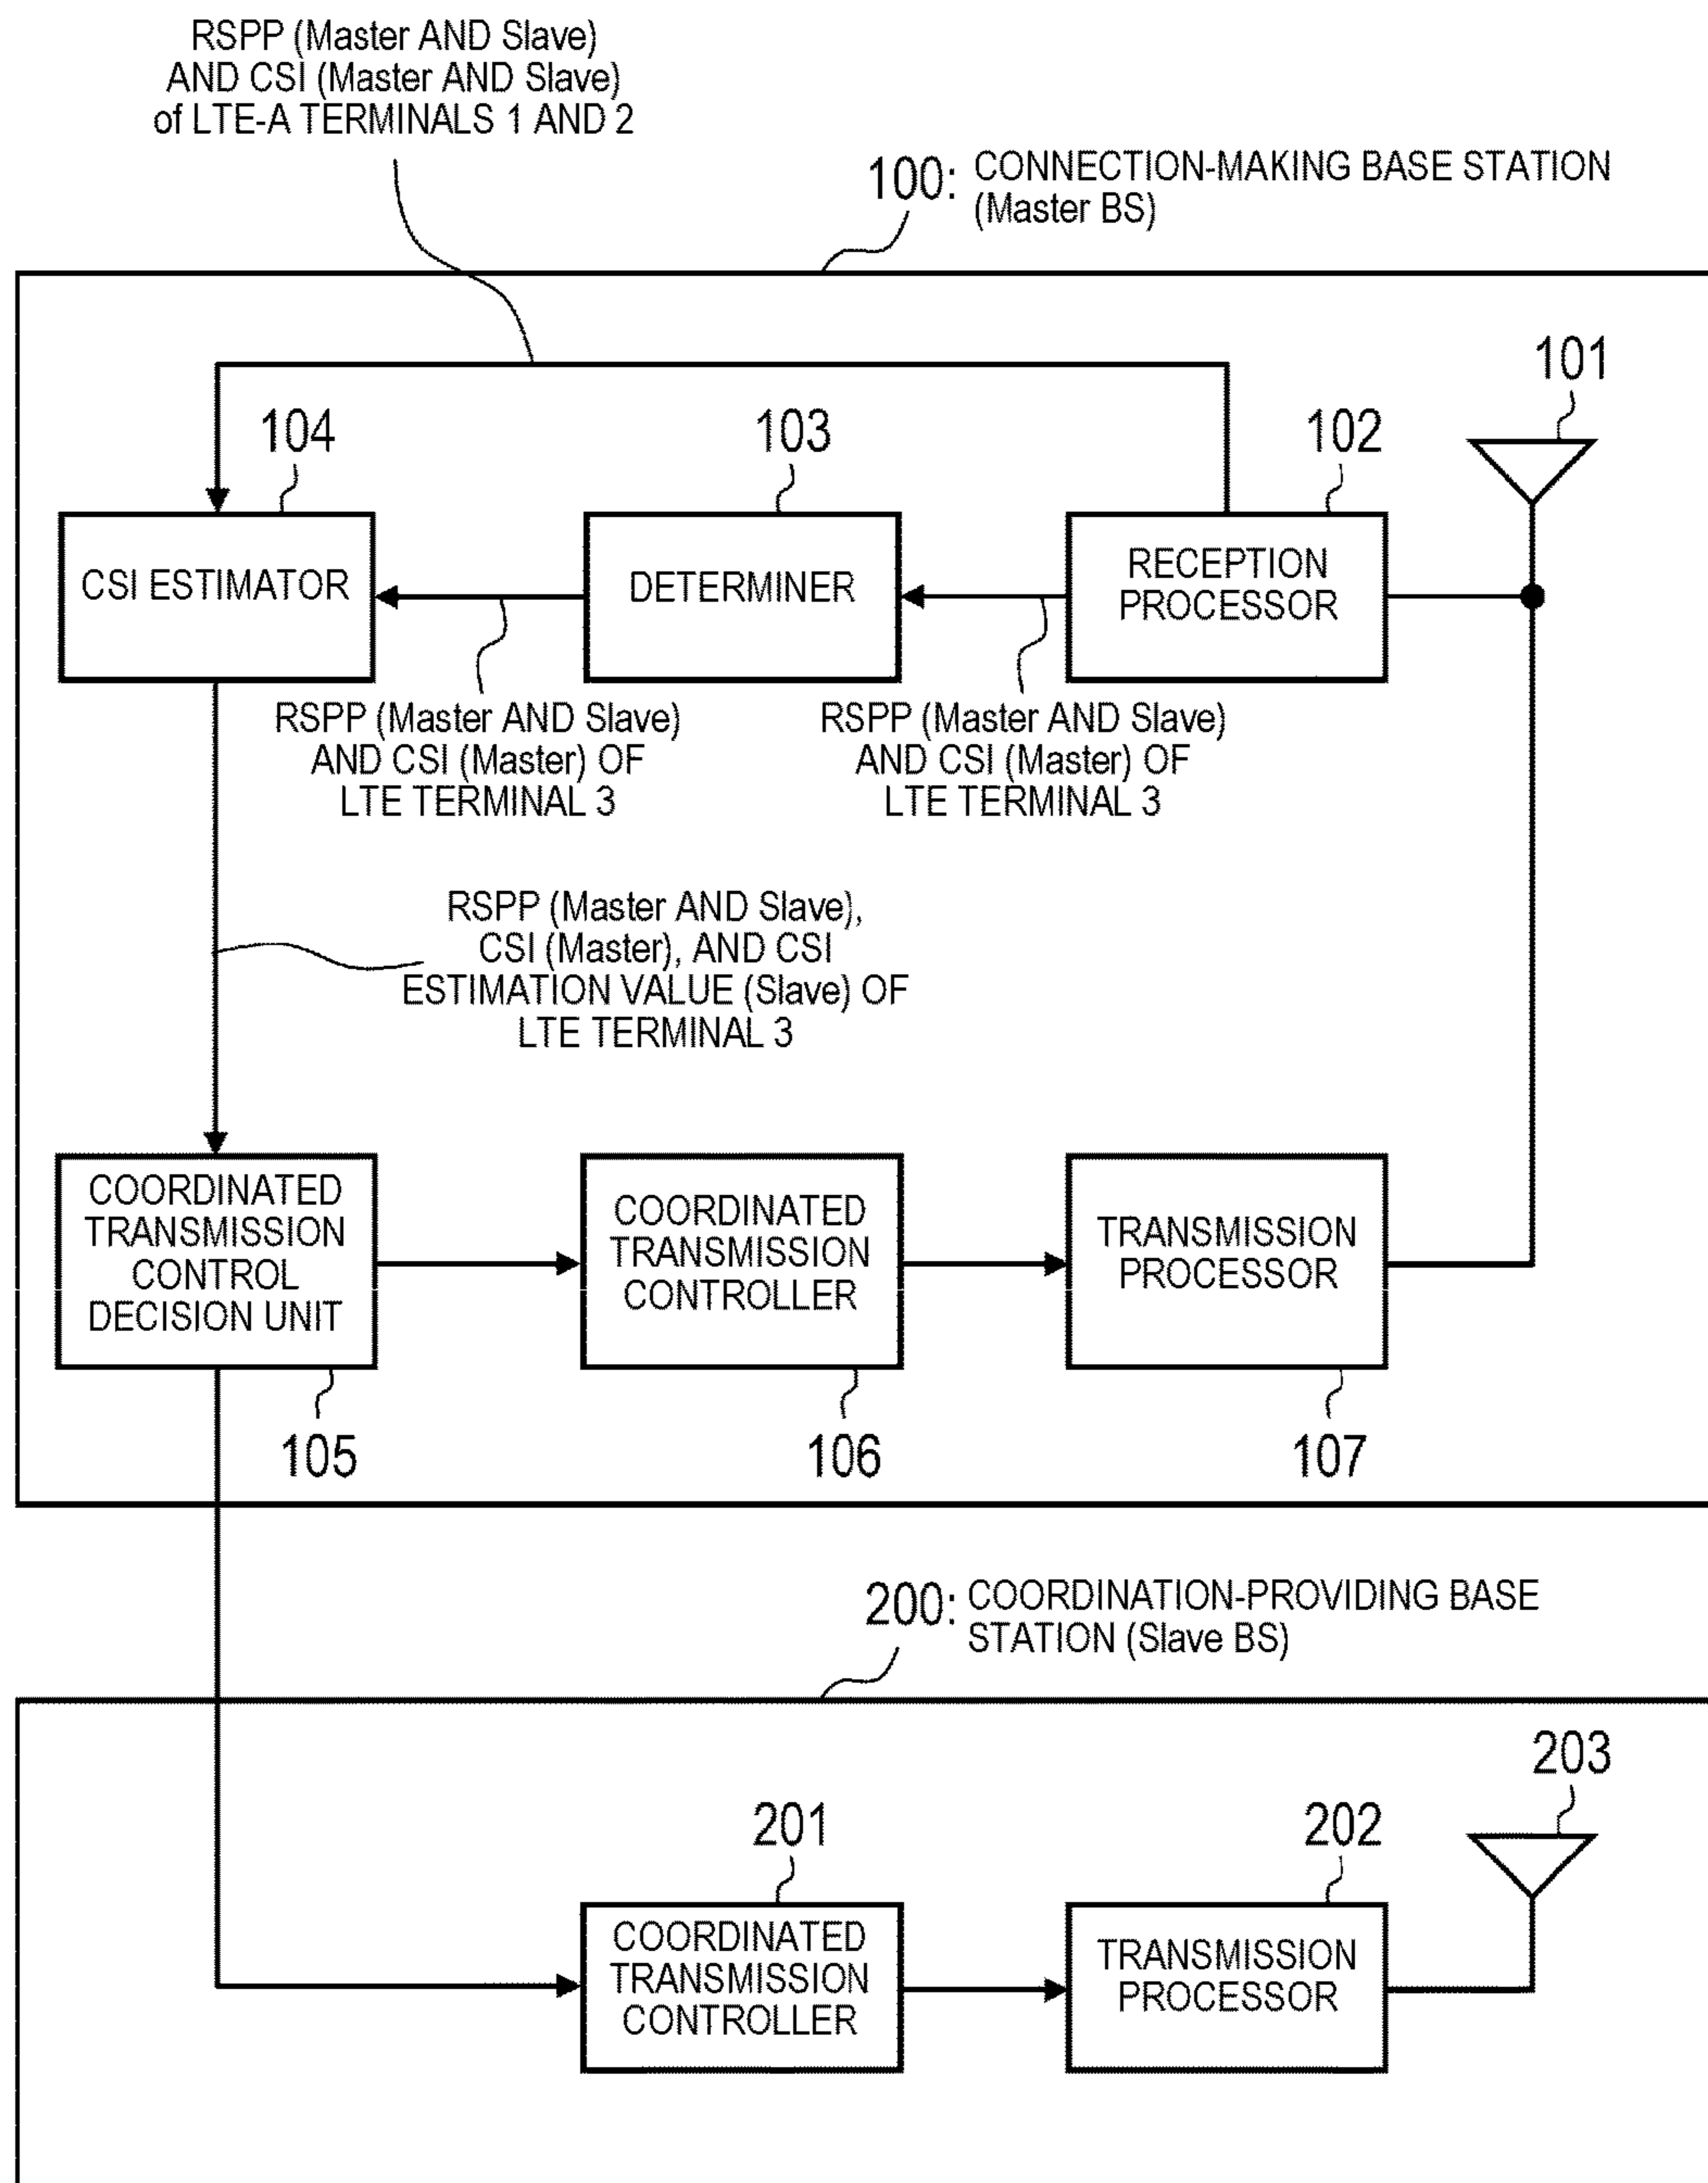 RSPP (Master AND Slave)
AND CSI (Master AND Slave)
of LTE-A TERMINALS 1 AND 2
100: CONNECTION-MAKING BASE STATION
(Master BS)
101
104
103
102
CSI ESTIMATOR
DETERMINER
RECEPTION
PROCESSOR
RSPP (Master AND Slave)
AND CSI (Master) OF
LTE TERMINAL 3
RSPP (Master AND Slave)
AND CSI (Master) OF
LTE TERMINAL 3
RSPP (Master AND Slave),
CSI (Master), AND CSI
ESTIMATION VALUE (Slave) OF
LTE TERMINAL 3
COORDINATED
TRANSMISSION
CONTROL
DECISION UNIT
COORDINATED
TRANSMISSION
CONTROLLER
TRANSMISSION
PROCESSOR
105
106
107
200: COORDINATION-PROVIDING BASE
STATION (Slave BS)
203
201
202
COORDINATED
TRANSMISSION
CONTROLLER
TRANSMISSION
PROCESSOR